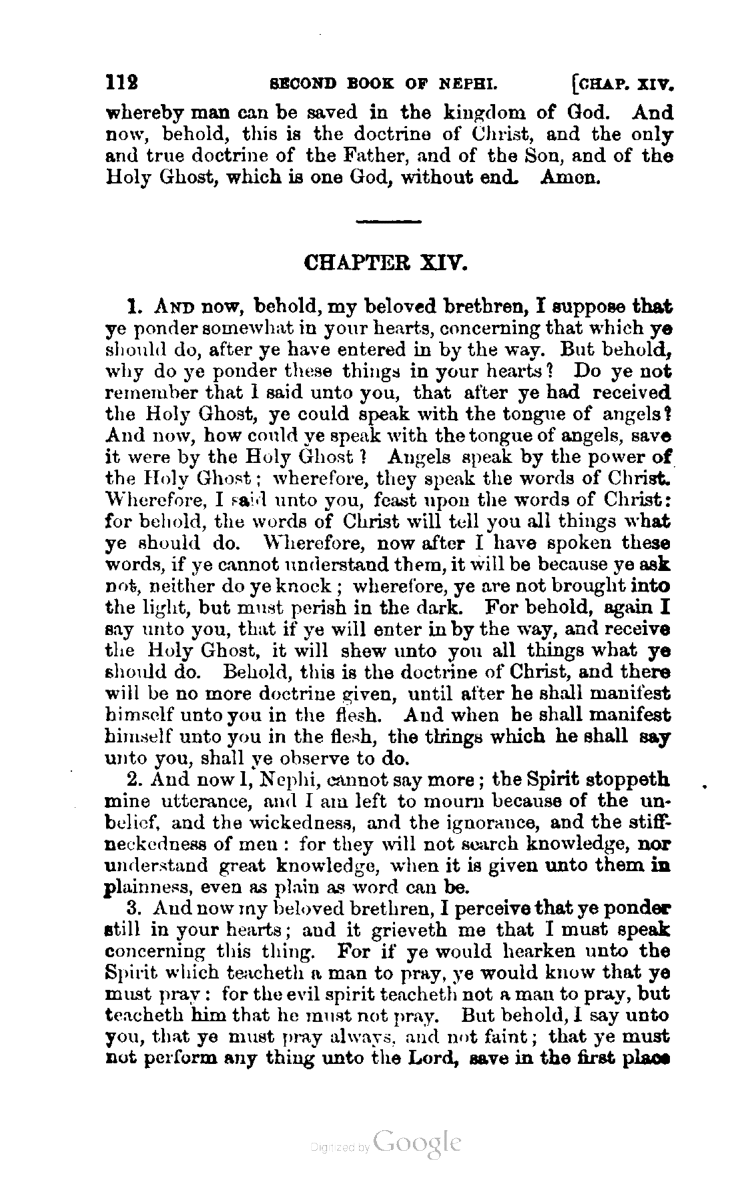 112 SECOND BOOK OF NEPHI. [CHAP. XIV.
whereby man can be saved in the kingdom of God. And
now, behold, this is the doctrine of Christ, and the only
and true doctrine of the Father, and of the Son, and of the
Holy Ghost, which is one God, without end. Amen.
CHAPTER XIV.
1. AND now, behold, my beloved brethren, I suppose that
ye ponder somewhat in your hearts, concerning that which ye
should do, after ye have entered in by the way. But behold,
why do ye ponder these things in your hearts? Do ye not
remember that I said unto you, that after ye had received
the Holy Ghost, ye could speak with the tongue of angels?
And now, how could ye speak with the tongue of angels, save
it were by the Holy Ghost? Angels speak by the power of
the Holy Ghost; wherefore, they speak the words of Christ.
Wherefore, I said unto you, feast upon the words of Christ:
for behold, the words of Christ will tell you all things what
ye should do. Wherefore, now after I have spoken these
words, if ye cannot understand them, it will be because ye ask
not, neither do ye knock; wherefore, ye are not brought into
the light, but must perish in the dark. For behold, again I
say unto you, that if ye will enter in by the way, and receive
the Holy Ghost, it will shew unto you all things what ye
should do. Behold, this is the doctrine of Christ, and there
will be no more doctrine given, until after he shall manifest
himself unto you in the flesh. And when he shall manifest
himself unto you in the flesh, the things which he shall say
unto you, shall ye observe to do.
2. And now I, Nephi, cannot say more; the Spirit stoppeth
mine utterance, and I am left to mourn because of the un-
belief, and the wickedness, and the ignorance, and the stiff-
neckedness of men: for they will not search knowledge, nor
understand great knowledge, when it is given unto them in
plainness, even as plain as word can be.
3. And now my beloved brethren, I perceive that ye ponder
still in your hearts; and it grieveth me that I must speak
concerning this thing. For if ye would hearken unto the
Spirit which teacheth a man to pray, ye would know that ye
must pray: for the evil spirit teacheth not a man to pray, but
teacheth him that he must not pray. But behold, I say unto
you, that ye must pray always, and not faint; that ye must
not perform any thing unto the Lord, save in the first place
Digitized by Google